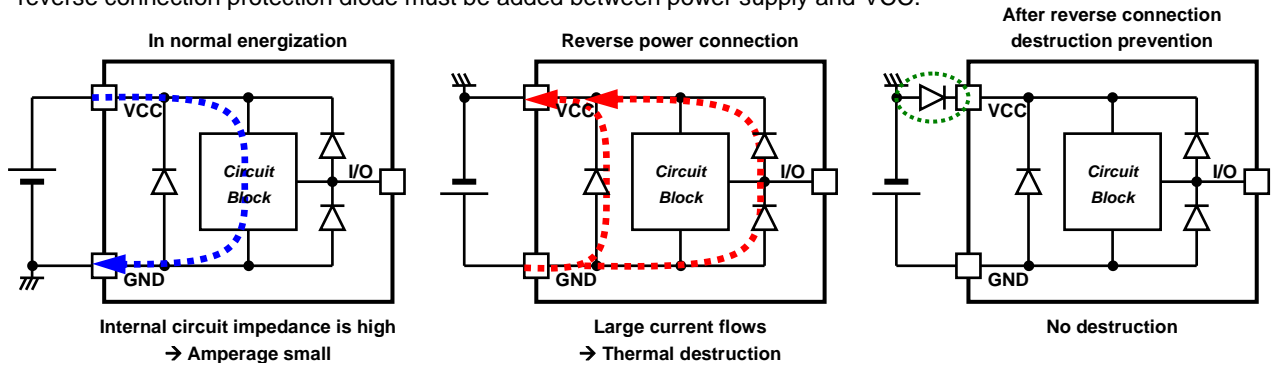 reverse connection protection diode must be added between power supply and VCC.
In normal energization
VCC
Circuit
Block
I/O
GND
Internal circuit impedance is high
→ Amperage small
Reverse power connection
VCC
Circuit
Block
I/O
GND
Large current flows
→ Thermal destruction
After reverse connection
destruction prevention
VCC
Circuit
Block
I/O
GND
No destruction